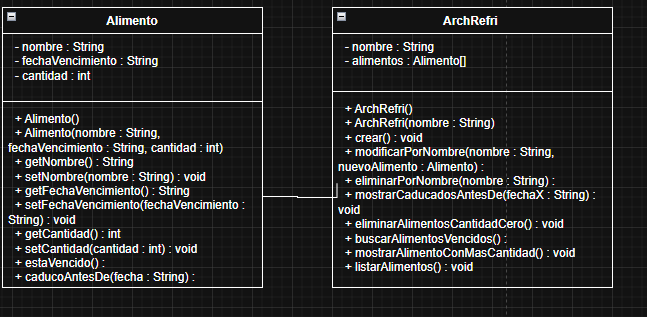 Alimento
- nombre : String
- fechaVencimiento : String
- cantidad : int
+ Alimento()
+ Alimento(nombre : String,
fechaVencimiento : String, cantidad : int)
+ getNombre() : String
+ setNombre(nombre : String) : void
+ getFechaVencimiento() : String
+ setFechaVencimiento(fechaVencimiento :
String) : void
+ getCantidad() : int
+ setCantidad(cantidad : int) : void
+ estaVencido() :
+ caducoAntesDe(fecha : String) :
ArchRefri
- nombre : String
- alimentos : Alimento[]
+ ArchRefri()
+ ArchRefri(nombre : String)
+ crear() : void
+ modificarPorNombre(nombre : String,
nuevoAlimento : Alimento) :
+ eliminarPorNombre(nombre : String) :
+ mostrarCaducadosAntesDe(fechaX : String) :
void
+ eliminarAlimentosCantidadCero() : void
+ buscarAlimentosVencidos() :
+ mostrarAlimentoConMasCantidad() : void
+ listarAlimentos() : void